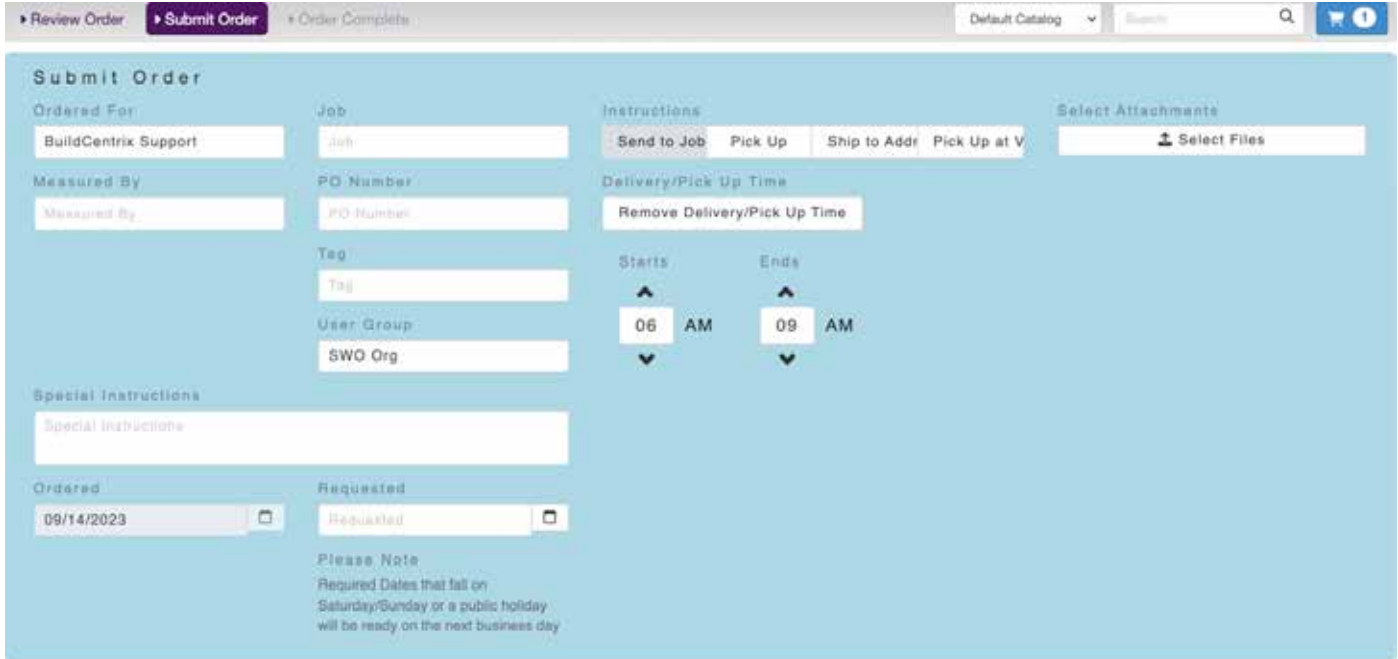 Review Order
Submit Order
Order Complete
Default Catalog
Search
1
Submit Order
Ordered For
BuildCentrix Support
Job
Job
Instructions
Send to Job
Pick Up
Ship to Addr
Pick Up at V
Select Attachments
Select Files
Measured By
Measured By
PO Number
PO Number
Delivery/Pick Up Time
Remove Delivery/Pick Up Time
Tag
Tag
Starts
Ends
06 AM
09 AM
User Group
SWO Org
Special Instructions
Special Instructions
Ordered
09/14/2023
Requested
Requested
Please Note
Required Dates that fall on
Saturday/Sunday or a public holiday
will be ready on the next business day